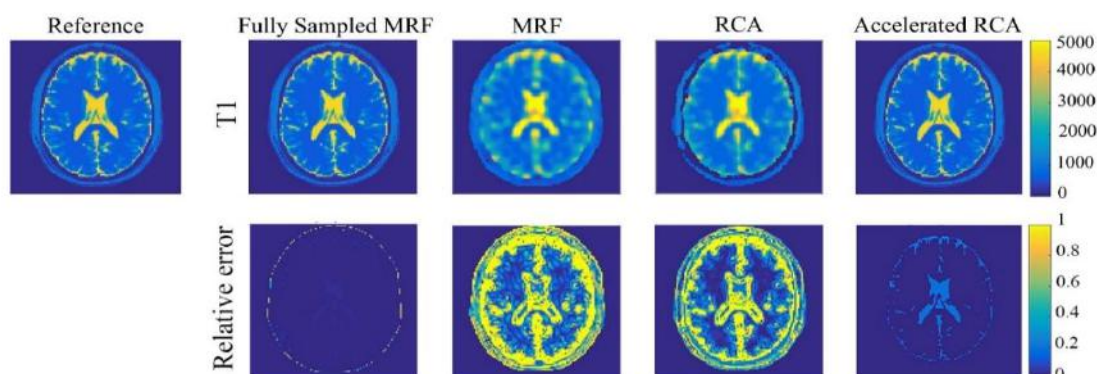 Reference
Fully Sampled MRF
MRF
RCA
Accelerated RCA
T1
5000
4000
3000
2000
1000
0
Relative error
1
0.8
0.6
0.4
0.2
0